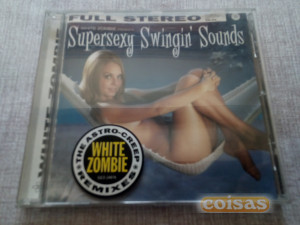 FULL STEREO
Supersexy Swingin' Sounds
WHITE ZOMBIE
THE ASTRO-CREEP
WHITE
ZOMBIE
REMIXES
coisas